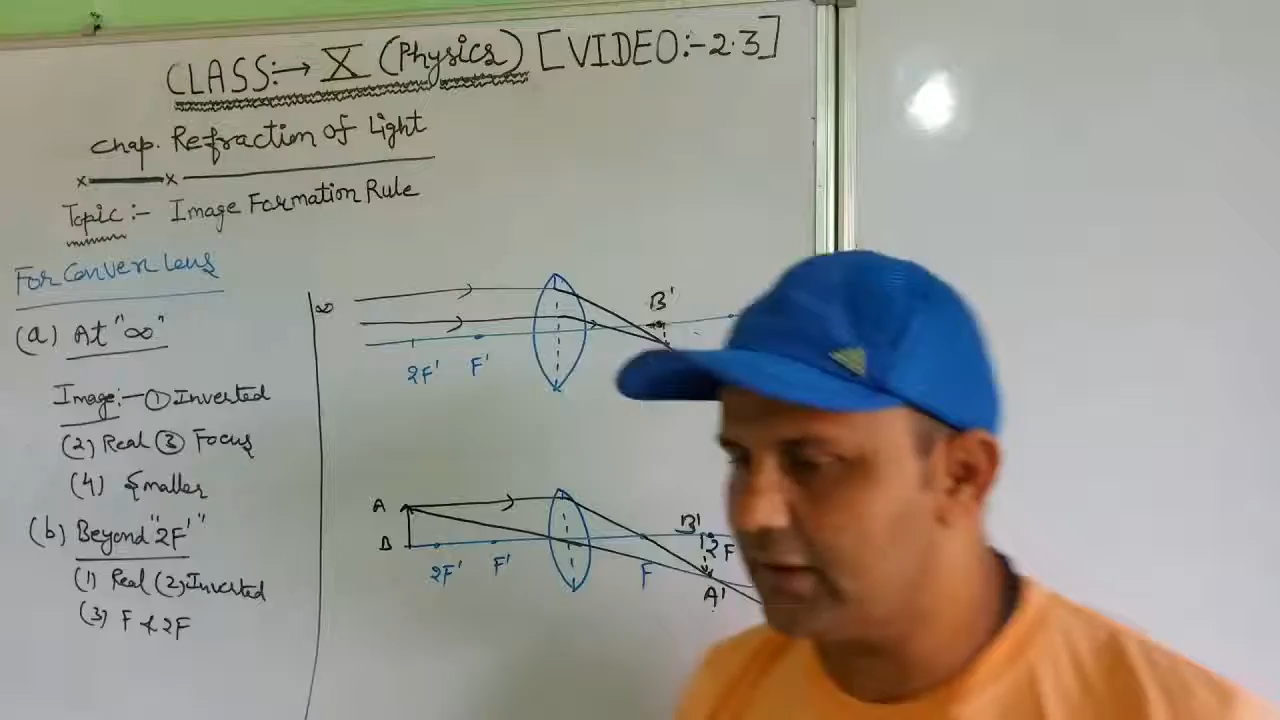 CLASS:→ X (Physics) [VIDEO:-2.3]
Chap. Refraction of Light
Topic:- Image Formation Rule
For Conven Lens
(a) At "∞"
Image:- ① Inverted
(2) Real ③ Focus
(4) Smaller
(b) Beyond "2F'"
(1) Real (2) Inverted
(3) F & 2F
∞
B'
2F' F'
A
B B' 2F
2F' F' F A'